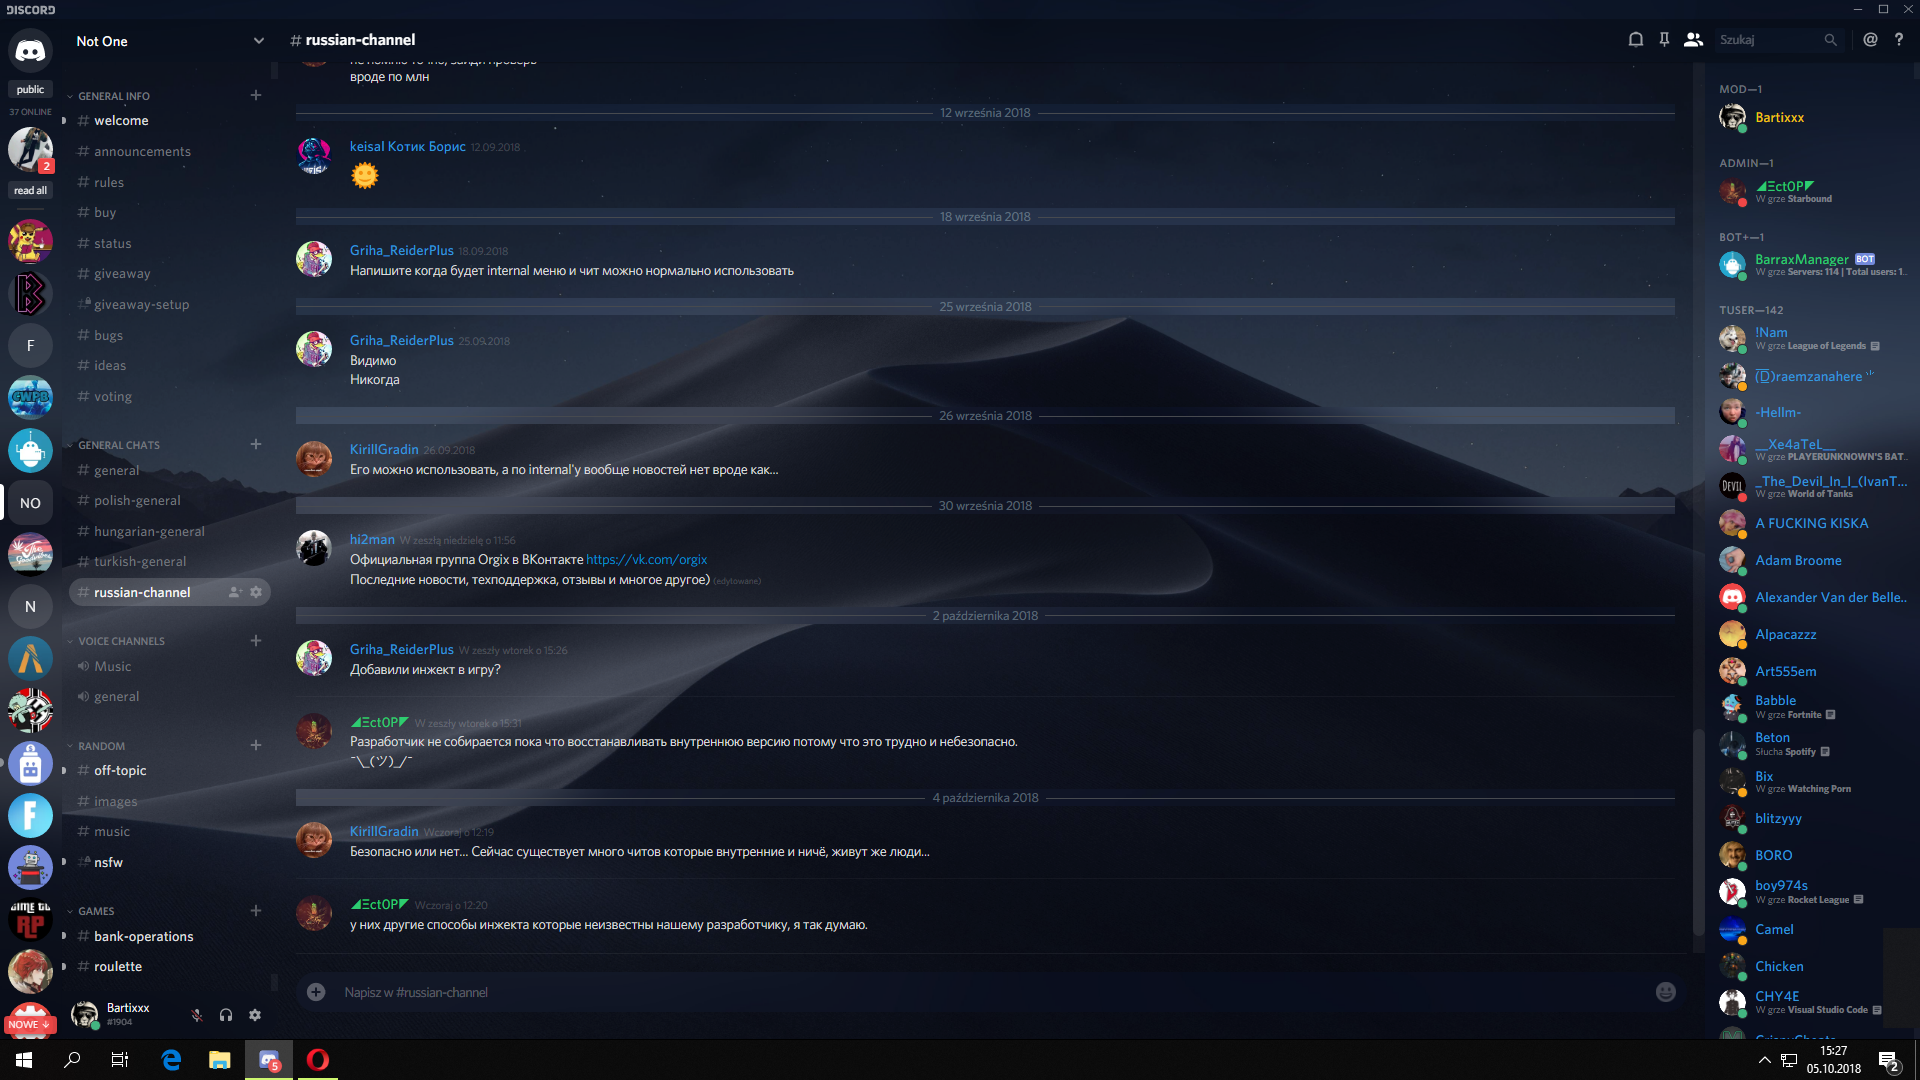 DISCORD
Not One
# russian-channel
Szukaj
public
37 ONLINE
2
read all
F
GWPB
NO
N
NOWE
GENERAL INFO
# welcome
# announcements
# rules
# buy
# status
# giveaway
# giveaway-setup
# bugs
# ideas
# voting
GENERAL CHATS
# general
# polish-general
# hungarian-general
# turkish-general
# russian-channel
VOICE CHANNELS
Music
general
RANDOM
# off-topic
# images
# music
# nsfw
GAMES
# bank-operations
# roulette
Bartixxx
#1904
вроде по млн
12 września 2018
keisal Котик Борис 12.09.2018
18 września 2018
Griha_ReiderPlus 18.09.2018
Напишите когда будет internal меню и чит можно нормально использовать
25 września 2018
Griha_ReiderPlus 25.09.2018
Видимо
Никогда
26 września 2018
KirillGradin 26.09.2018
Его можно использовать, а по internal'у вообще новостей нет вроде как...
30 września 2018
hi2man W zeszłą niedzielę o 11:56
Официальная группа Orgix в ВКонтакте https://vk.com/orgix
Последние новости, техподдержка, отзывы и многое другое) (edytowane)
2 października 2018
Griha_ReiderPlus W zeszły wtorek o 15:26
Добавили инжект в игру?
◢Ξct0P◤ W zeszły wtorek o 15:31
Разработчик не собирается пока что восстанавливать внутреннюю версию потому что это трудно и небезопасно.
¯\_(ツ)_/¯
4 października 2018
KirillGradin Wczoraj o 12:19
Безопасно или нет... Сейчас существует много читов которые внутренние и ничё, живут же люди...
◢Ξct0P◤ Wczoraj o 12:20
у них другие способы инжекта которые неизвестны нашему разработчику, я так думаю.
Napisz w #russian-channel
MOD—1
Bartixxx
ADMIN—1
◢Ξct0P◤
W grze Starbound
BOT+—1
BarraxManager BOT
W grze Servers: 114 | Total users: 1..
TUSER—142
!Nam
W grze League of Legends
(D)raemzanahere
-Hellm-
__Xe4aTeL__
W grze PLAYERUNKNOWN'S BAT..
_The_Devil_In_I_(IvanT...
W grze World of Tanks
A FUCKING KISKA
Adam Broome
Alexander Van der Belle..
Alpacazzz
Art555em
Babble
W grze Fortnite
Beton
Słucha Spotify
Bix
W grze Watching Porn
blitzyyy
BORO
boy974s
W grze Rocket League
Camel
Chicken
CHY4E
W grze Visual Studio Code
5
15:27
05.10.2018
2